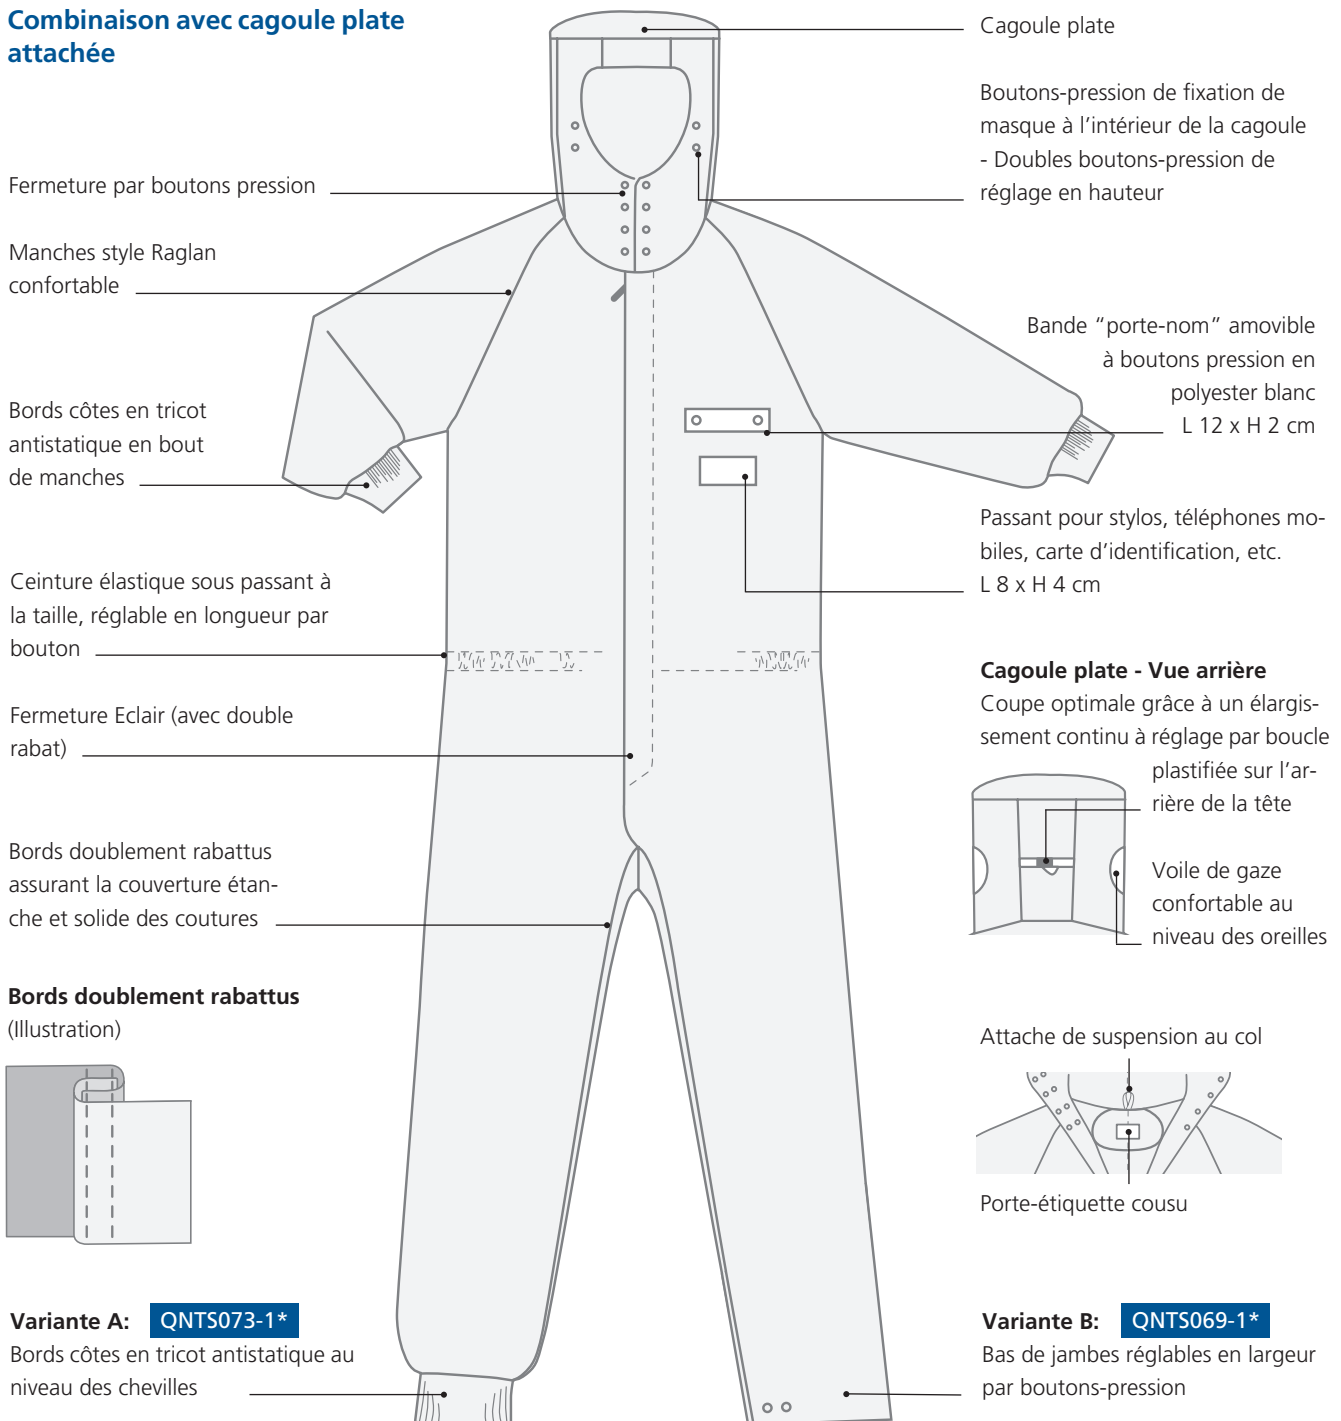 Combinaison avec cagoule plate
attachée
Cagoule plate
Boutons-pression de fixation de
masque à l’intérieur de la cagoule
- Doubles boutons-pression de
réglage en hauteur
Fermeture par boutons pression
Manches style Raglan
confortable
Bande “porte-nom” amovible
à boutons pression en
polyester blanc
L 12 x H 2 cm
Bords côtes en tricot
antistatique en bout
de manches
Passant pour stylos, téléphones mo-
biles, carte d’identification, etc.
L 8 x H 4 cm
Ceinture élastique sous passant à
la taille, réglable en longueur par
bouton
Fermeture Eclair (avec double
rabat)
Cagoule plate - Vue arrière
Coupe optimale grâce à un élargis-
sement continu à réglage par boucle
plastifiée sur l’ar-
rière de la tête
Voile de gaze
confortable au
niveau des oreilles
Bords doublement rabattus
assurant la couverture étan-
che et solide des coutures
Bords doublement rabattus
(Illustration)
Attache de suspension au col
Porte-étiquette cousu
Variante A: QNTS073-1*
Bords côtes en tricot antistatique au
niveau des chevilles
Variante B: QNTS069-1*
Bas de jambes réglables en largeur
par boutons-pression